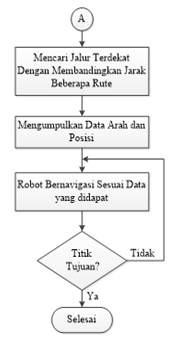 A
Mencari Jalur Terdekat
Dengan Membandingkan Jarak
Beberapa Rute
Mengumpulkan Data Arah dan
Posisi
Robot Bernavigasi Sesuai Data
yang didapat
Titik
Tujuan?
Tidak
Ya
Selesai